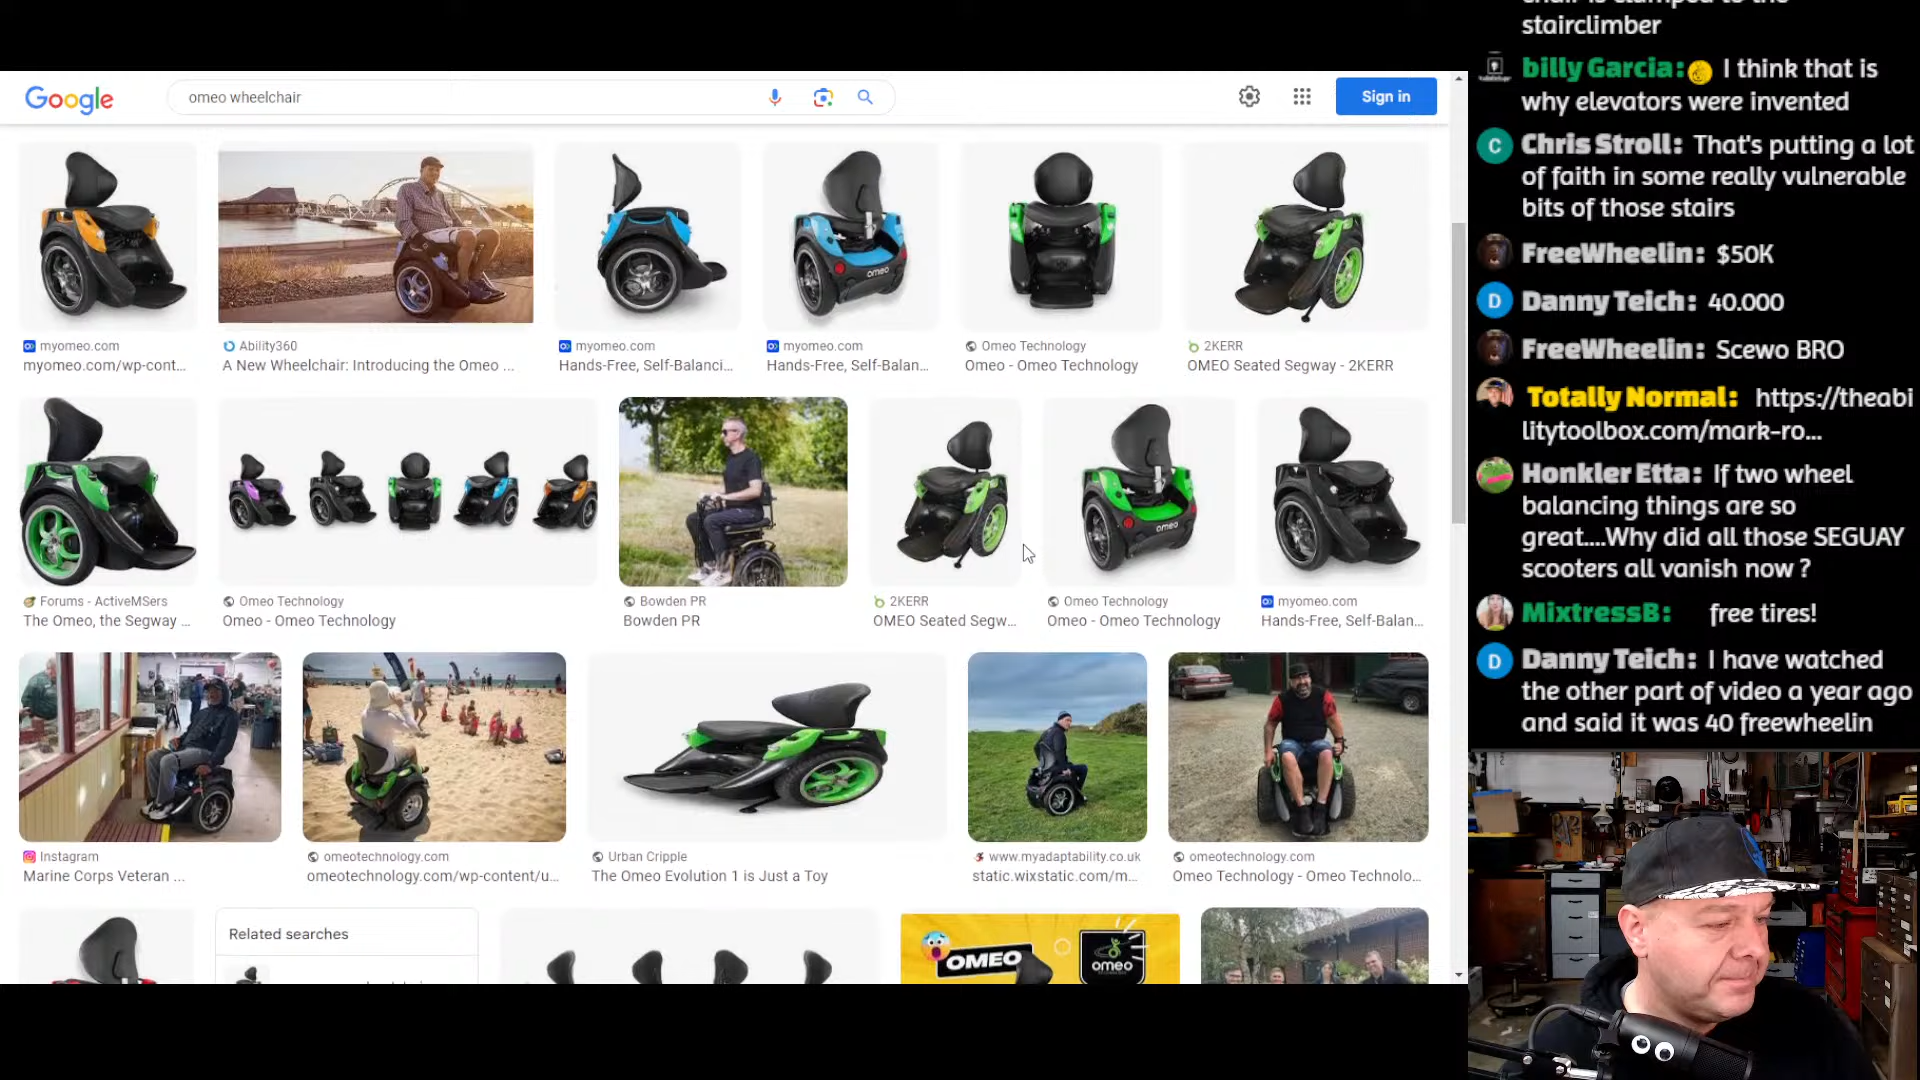 Google
omeo wheelchair
Sign in
omeo
myomeo.com
myomeo.com/wp-cont...
Ability360
A New Wheelchair: Introducing the Omeo ...
myomeo.com
Hands-Free, Self-Balanci...
myomeo.com
Hands-Free, Self-Balan...
Omeo Technology
Omeo - Omeo Technology
2KERR
OMEO Seated Segway - 2KERR
omeo
Forums - ActiveMSers
The Omeo, the Segway ...
Omeo Technology
Omeo - Omeo Technology
Bowden PR
Bowden PR
2KERR
OMEO Seated Segw...
Omeo Technology
Omeo - Omeo Technology
myomeo.com
Hands-Free, Self-Balan...
Instagram
Marine Corps Veteran ...
omeotechnology.com
omeotechnology.com/wp-content/u...
Urban Cripple
The Omeo Evolution 1 is Just a Toy
www.myadaptability.co.uk
static.wixstatic.com/m...
omeotechnology.com
Omeo Technology - Omeo Technolo...
Related searches
OMEO
omeo
stairclimber
billy Garcia: I think that is
why elevators were invented
C
Chris Stroll: That's putting a lot
of faith in some really vulnerable
bits of those stairs
FreeWheelin: $50K
D
Danny Teich: 40.000
FreeWheelin: Scewo BRO
Totally Normal: https://theabi
litytoolbox.com/mark-ro...
Honkler Etta: If two wheel
balancing things are so
great....Why did all those SEGUAY
scooters all vanish now ?
MixtressB: free tires!
D
Danny Teich: I have watched
the other part of video a year ago
and said it was 40 freewheelin